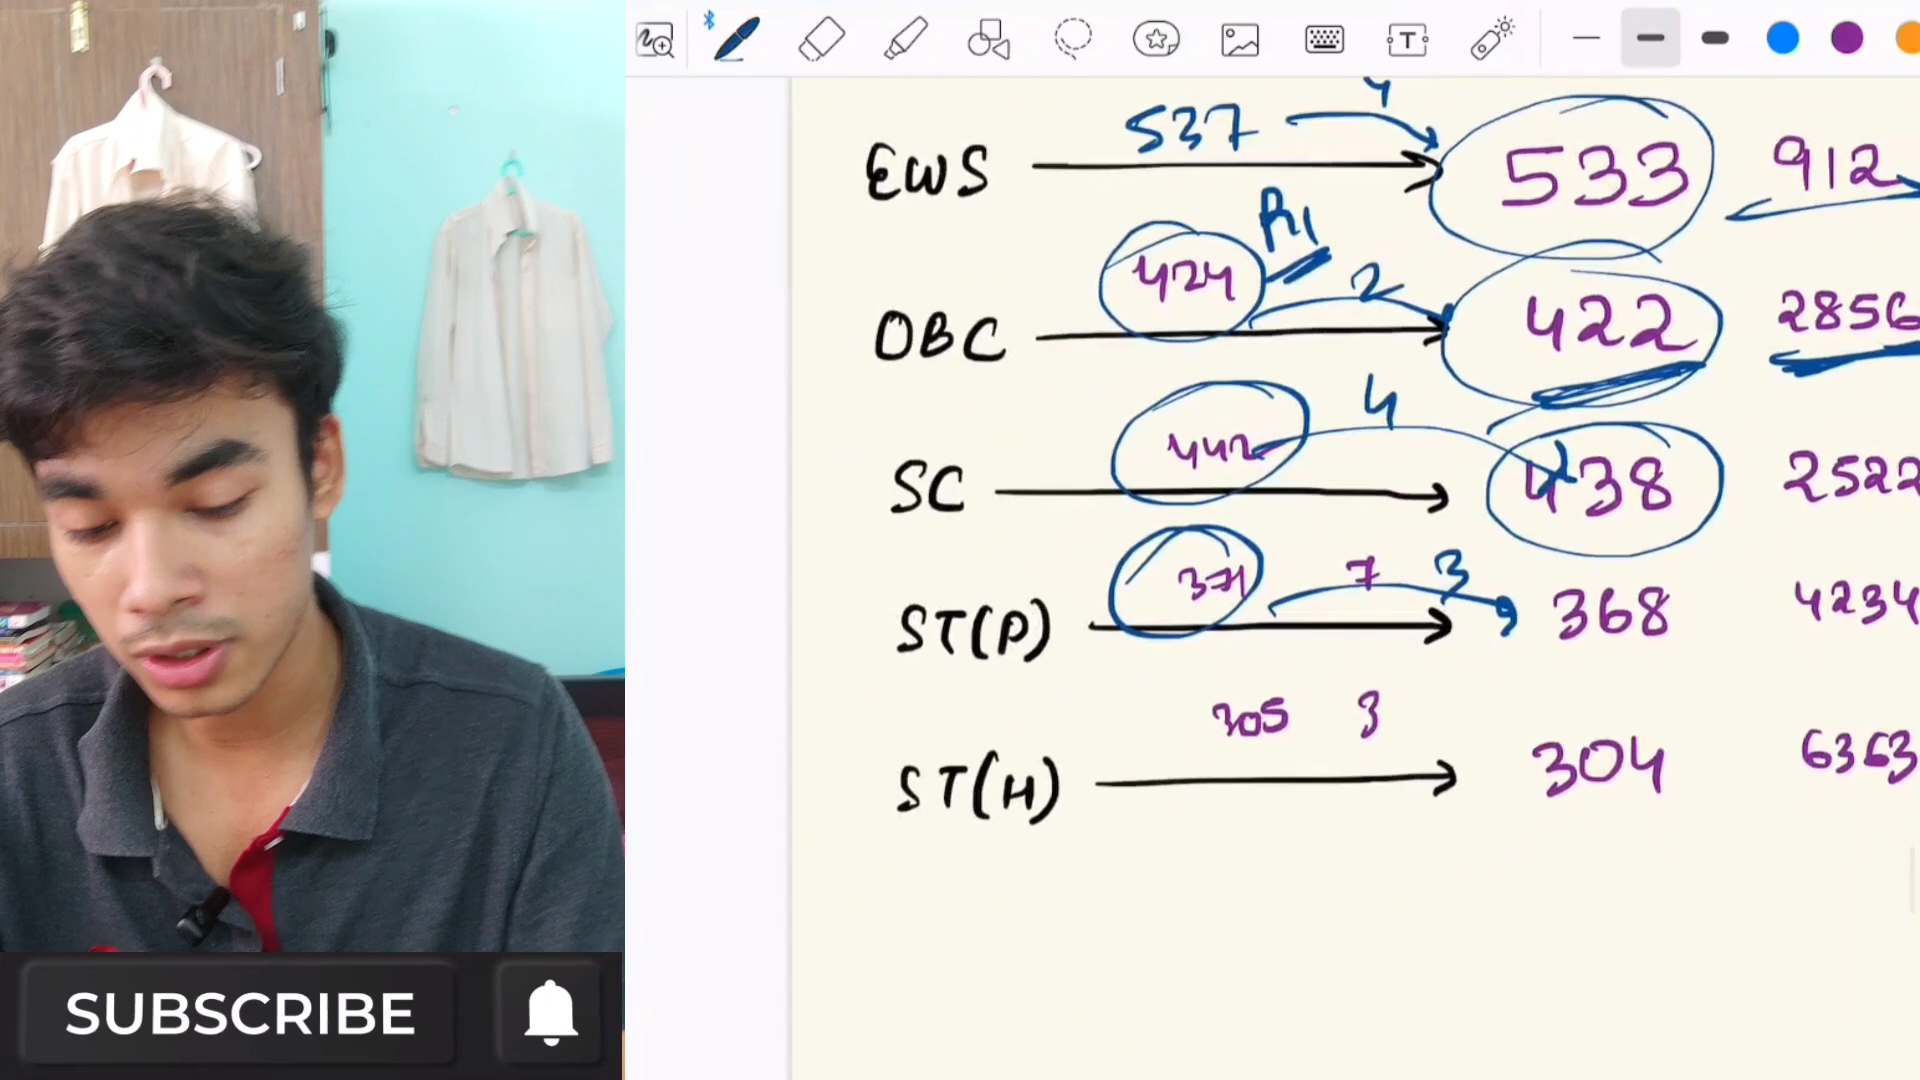 4
537
EWS 533 912
R1
424 2
OBC 422 2856
442 4
SC 438 2522
371 7 3
ST(P) 368 4234
305 3
ST(H) 304 6363
SUBSCRIBE